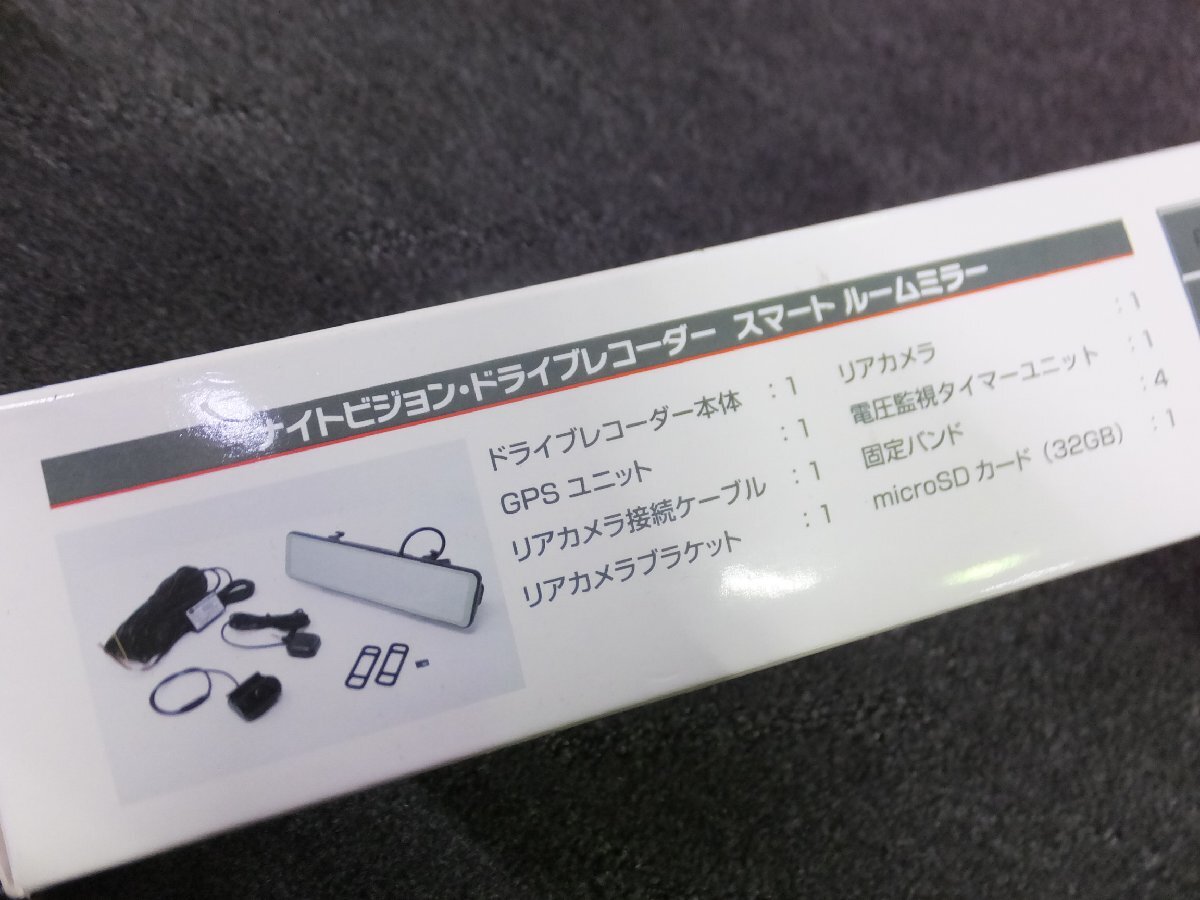 ナイトビジョン・ドライブレコーダー スマート ルームミラー
ドライブレコーダー本体 :1
GPS ユニット :1
リアカメラ接続ケーブル :1
リアカメラブラケット :1
リアカメラ :1
電圧監視タイマーユニット :1
固定バンド :4
microSD カード (32GB) :1